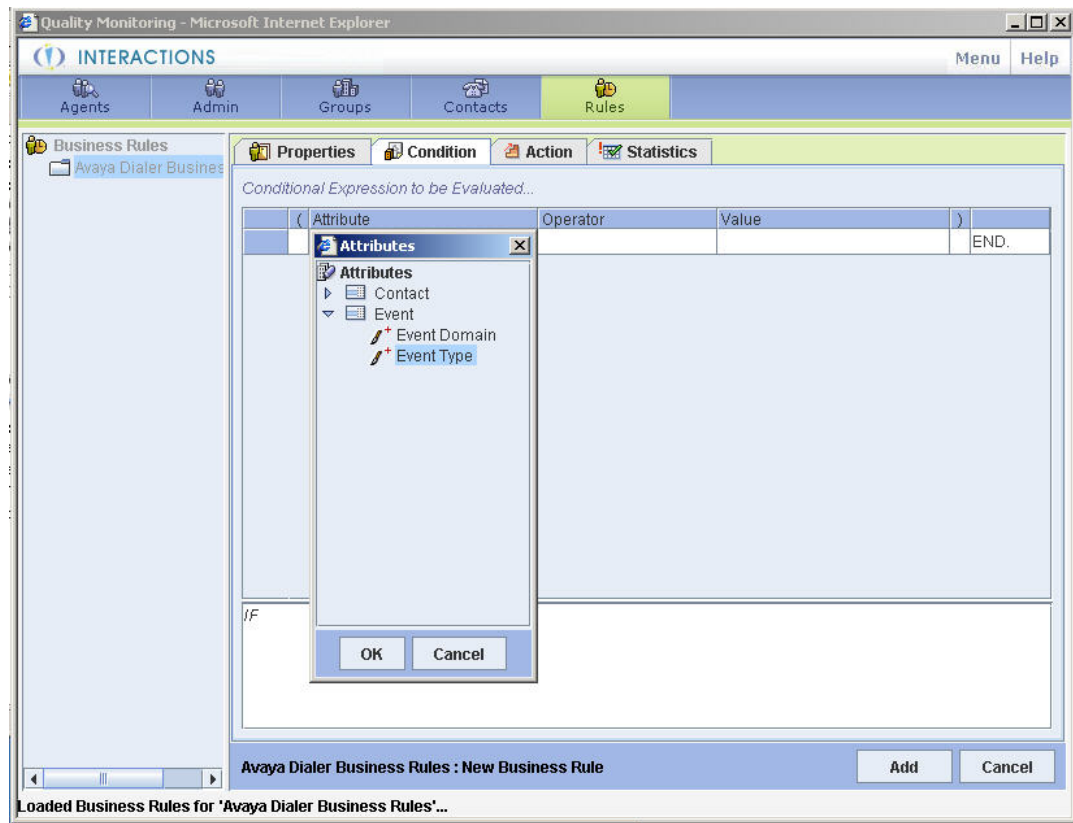 Quality Monitoring - Microsoft Internet Explorer
INTERACTIONS
Menu Help
Agents Admin Groups Contacts Rules
Business Rules
Avaya Dialer Busines
Properties Condition Action Statistics
Conditional Expression to be Evaluated...
( Attribute Operator Value )
END.
Attributes
Attributes
Contact
Event
Event Domain
Event Type
IF
OK Cancel
Avaya Dialer Business Rules : New Business Rule Add Cancel
Loaded Business Rules for 'Avaya Dialer Business Rules'...